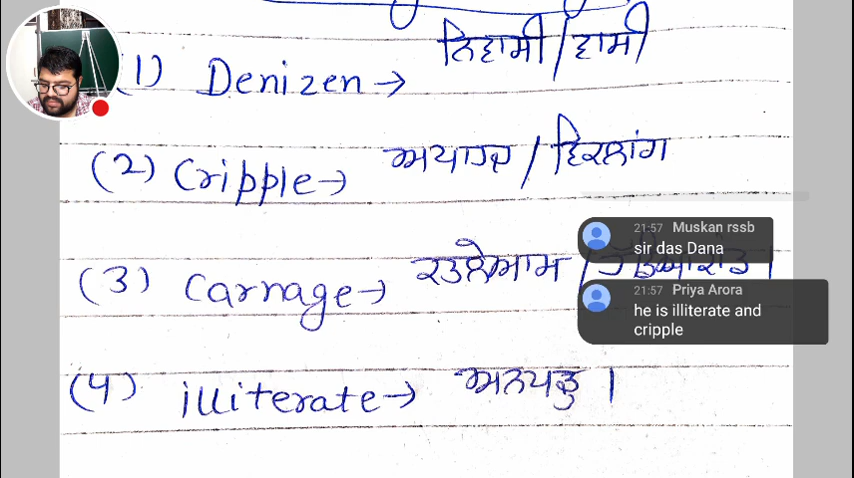 (1) Denizen → ਨਿਵਾਸੀ / ਵਾਸੀ
(2) Cripple → ਅਪਾਹਜ / ਵਿਕਲਾਂਗ
21:57 Muskan rssb
sir das Dana
(3) Carnage → ਕਤਲੇਆਮ /
21:57 Priya Arora
he is illiterate and
cripple
(4) illiterate → ਅਨਪੜ੍ਹ ।